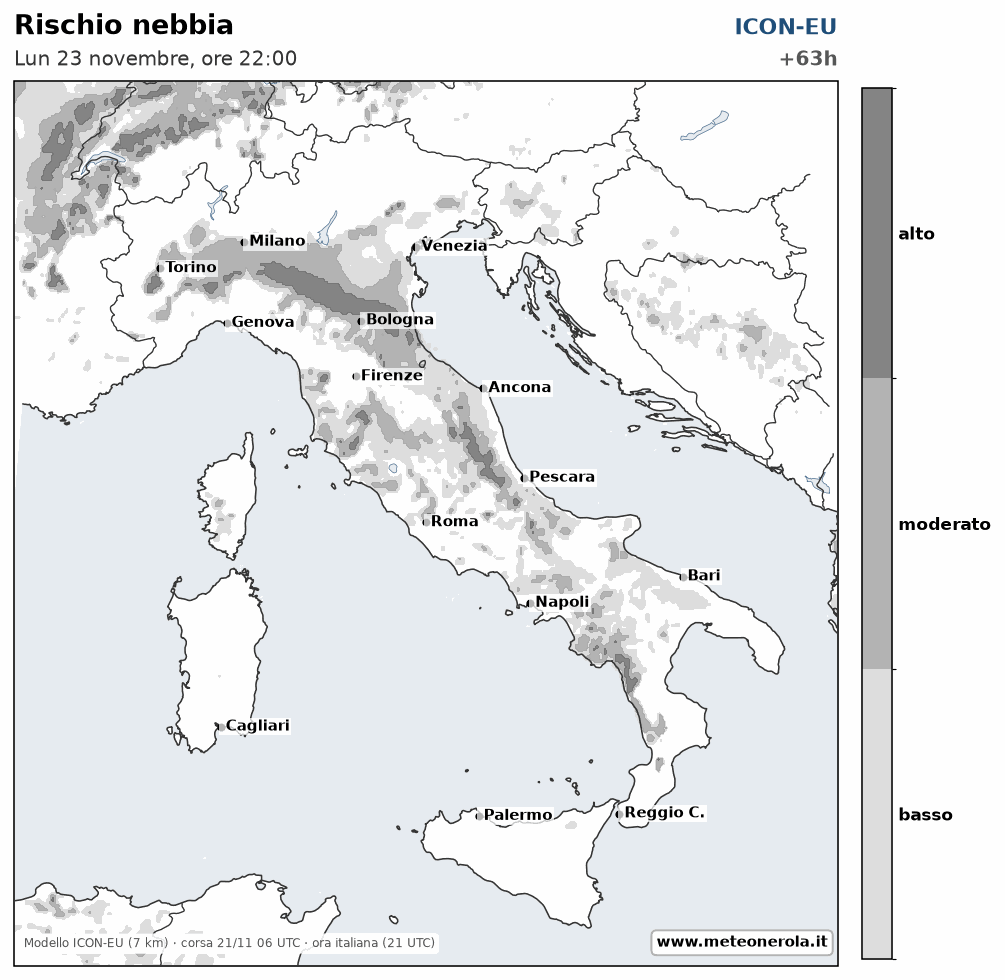 Rischio nebbia
ICON-EU
Lun 23 novembre, ore 22:00
+63h
alto
Milano
Venezia
Torino
Genova
Bologna
Firenze
Ancona
Pescara
Roma
moderato
Bari
Napoli
Cagliari
Palermo
Reggio C.
basso
Modello ICON-EU (7 km) · corsa 21/11 06 UTC · ora italiana (21 UTC)
www.meteonerola.it